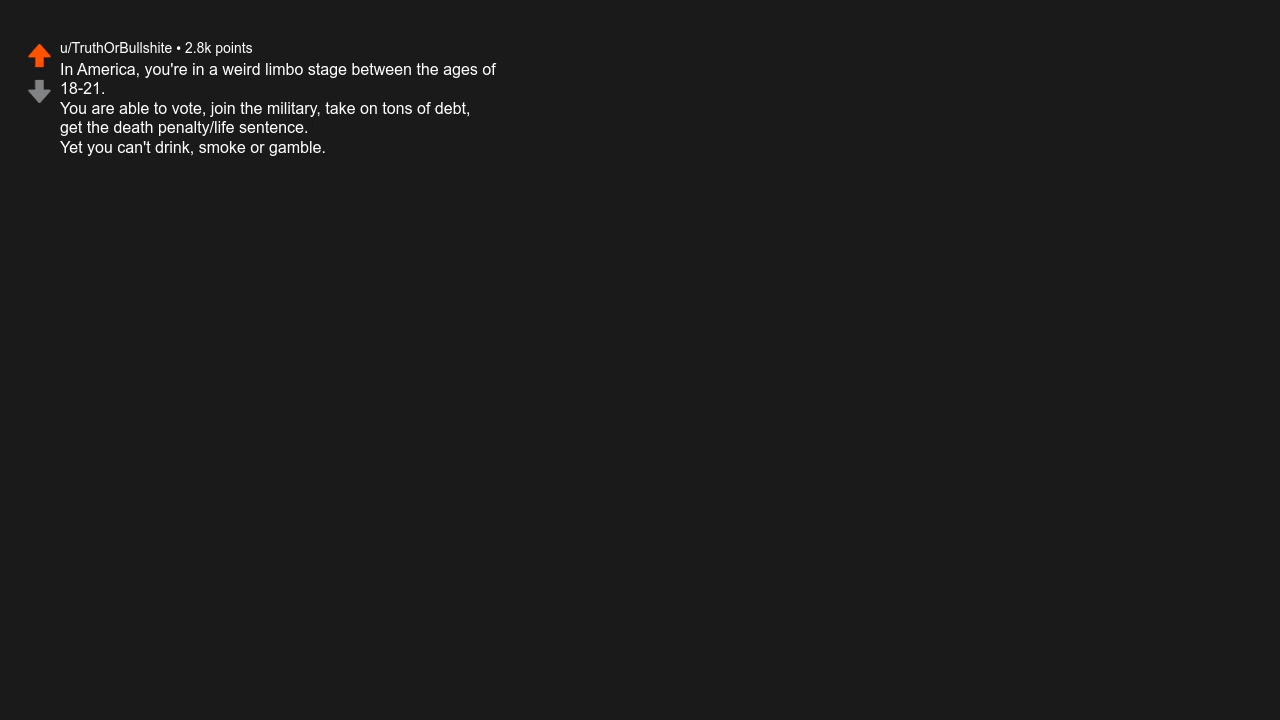 u/TruthOrBullshite • 2.8k points
In America, you're in a weird limbo stage between the ages of
18-21.
You are able to vote, join the military, take on tons of debt,
get the death penalty/life sentence.
Yet you can't drink, smoke or gamble.